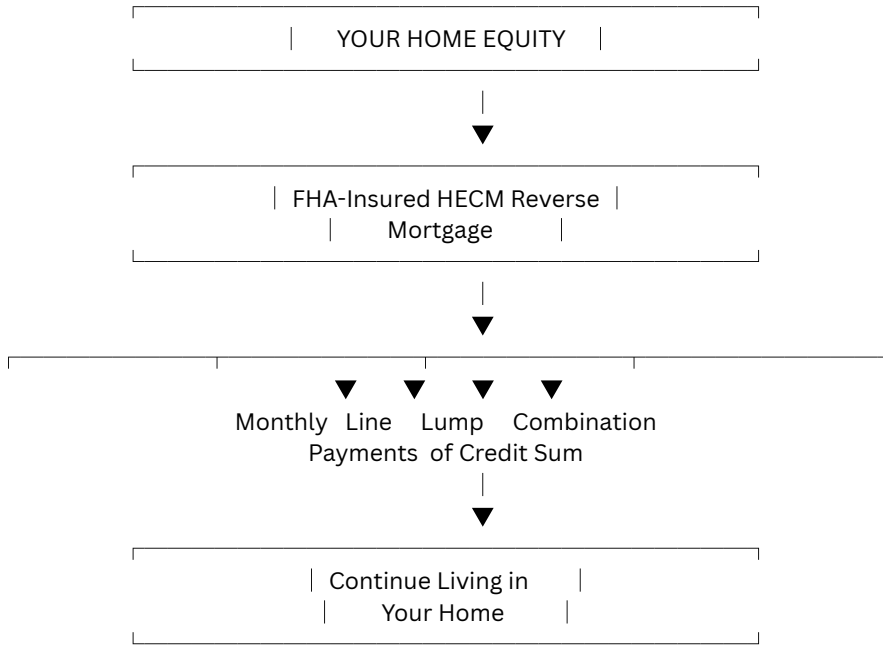 YOUR HOME EQUITY
FHA-Insured HECM Reverse
Mortgage
Monthly Line Lump Combination
Payments of Credit Sum
Continue Living in
Your Home